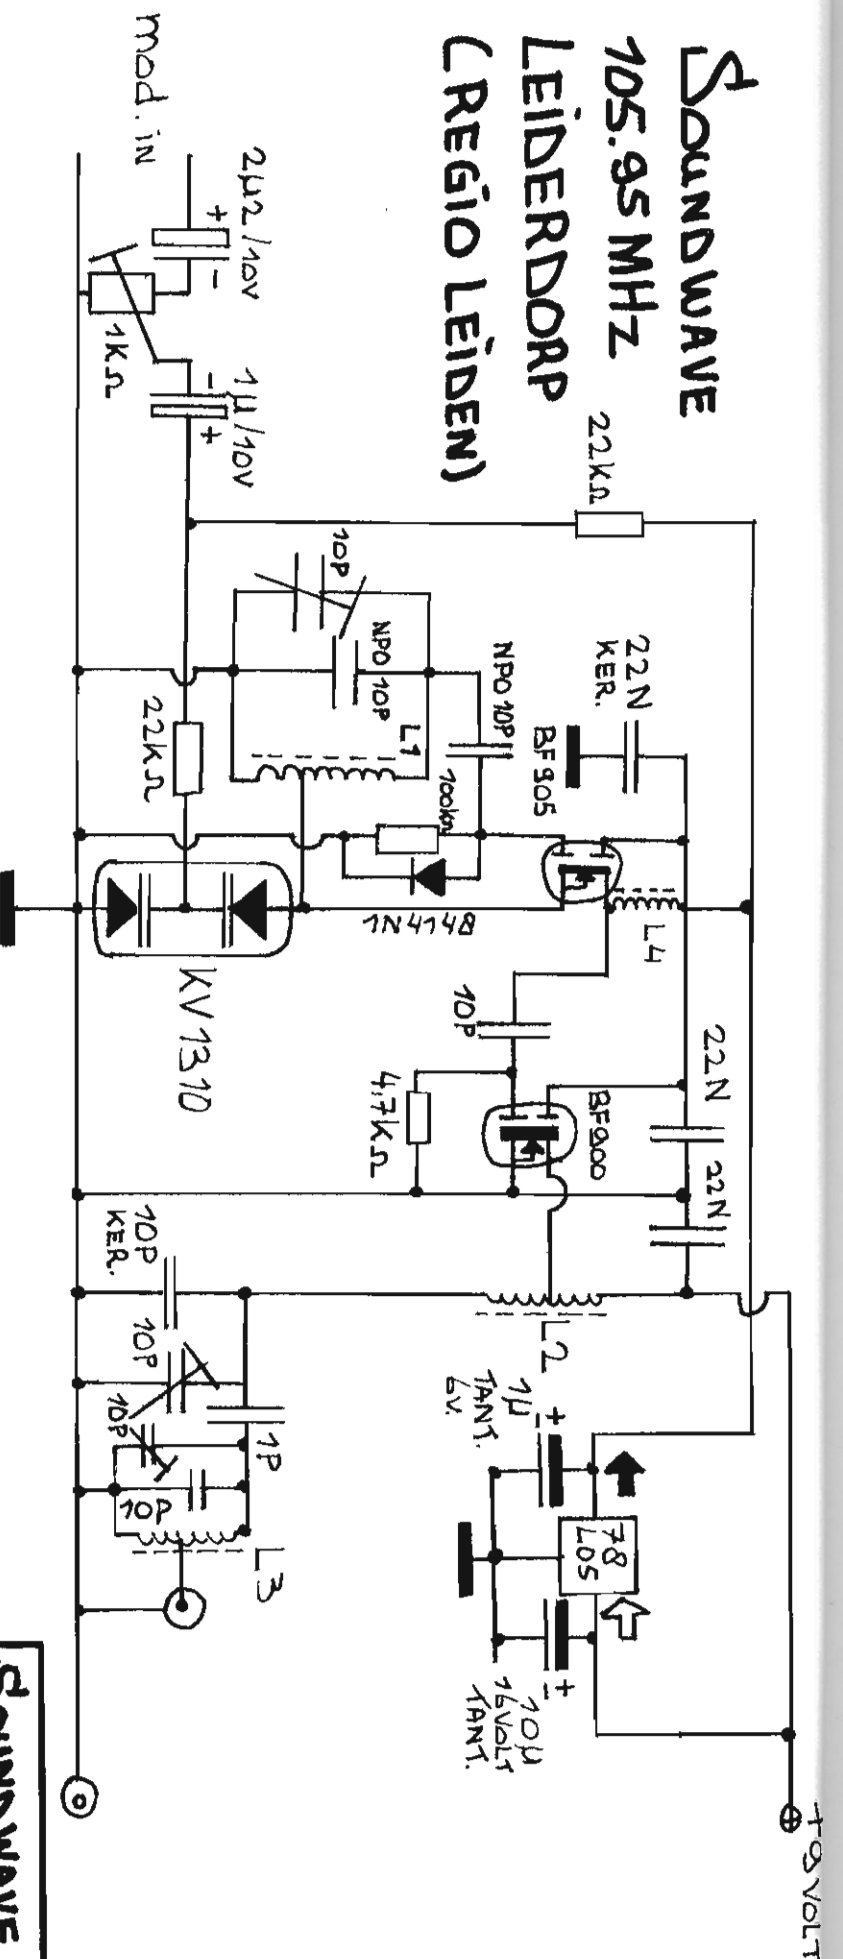 SOUNDWAVE
105.95 MHz
LEIDERDORP
(REGIO LEIDEN)
mod. iN
2µ2/10V
+
-
1KΩ
1µ/10V
-
+
22kΩ
10P
NPO 10P
L1
NPO 10P
22kΩ
22N
KER.
BF905
100kΩ
1N4148
KV1310
L4
10P
4.7KΩ
BF900
22N
22N
10P
KER.
10P
10P
10P
1P
L3
L2
1µ
TANT.
6V.
+
-
78
L05
+
-
10µ
16VOLT
TANT.
+9VOLT
SOUNDWAVE